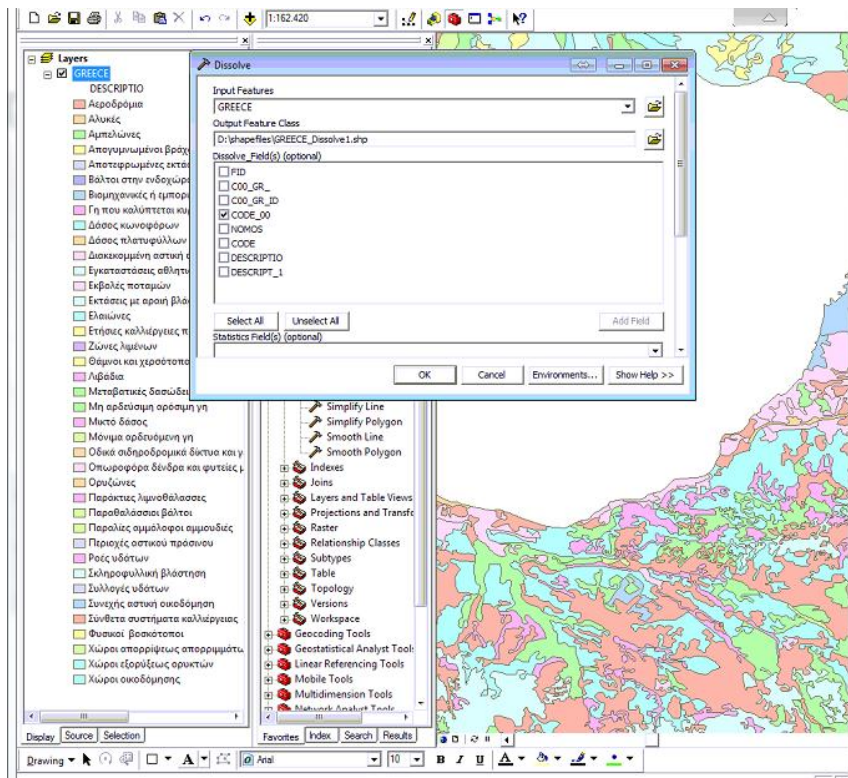 1:162.420
Layers
GREECE
DESCRIPTIO
Αεροδρόμια
Αλυκές
Αμπελώνες
Απογυμνωμένοι βράχ
Αποτεφρωμένες εκτά
Βάλτοι στην ενδοχώρ
Βιομηχανικές ή εμπορι
Γη που καλύπτεται κυ
Δάσος κωνοφόρων
Δάσος πλατυφύλλων
Διακεκομμένη αστική
Εγκαταστάσεις αθλητι
Εκβολές ποταμών
Εκτάσεις με αραιή βλά
Ελαιώνες
Ετήσιες καλλιέργειες π
Ζώνες λιμένων
Θάμνοι και χερσότοπο
Λιβάδια
Μεταβατικές δασώδει
Μη αρδεύσιμη αρόσιμη γη
Μικτό δάσος
Μόνιμα αρδευόμενη γη
Οδικά σιδηροδρομικά δίκτυα και γ
Οπωροφόρα δένδρα και φυτείες μ
Ορυζώνες
Παράκτιες λιμνοθάλασσες
Παραθαλάσσιοι βάλτοι
Παραλίες αμμόλοφοι αμμουδιές
Περιοχές αστικού πράσινου
Ροές υδάτων
Σκληροφυλλική βλάστηση
Συλλογές υδάτων
Συνεχής αστική οικοδόμηση
Σύνθετα συστήματα καλλιέργειας
Φυσικοί βοσκότοποι
Χώροι απορρίψεως απορριμμάτω
Χώροι εξορύξεως ορυκτών
Χώροι οικοδόμησης
Display Source Selection
Dissolve
Input Features
GREECE
Output Feature Class
D:\shapefiles\GREECE_Dissolve1.shp
Dissolve_Field(s) (optional)
FID
C00_GR_
C00_GR_ID
CODE_00
NOMOS
CODE
DESCRIPTIO
DESCRIPT_1
Select All Unselect All Add Field
Statistics Field(s) (optional)
OK Cancel Environments... Show Help >>
Simplify Line
Simplify Polygon
Smooth Line
Smooth Polygon
Indexes
Joins
Layers and Table Views
Projections and Transfo
Raster
Relationship Classes
Subtypes
Table
Topology
Versions
Workspace
Geocoding Tools
Geostatistical Analyst Tools
Linear Referencing Tools
Mobile Tools
Multidimension Tools
Network Analyst Tools
Favorites Index Search Results
Drawing A Arial 10 B I U A